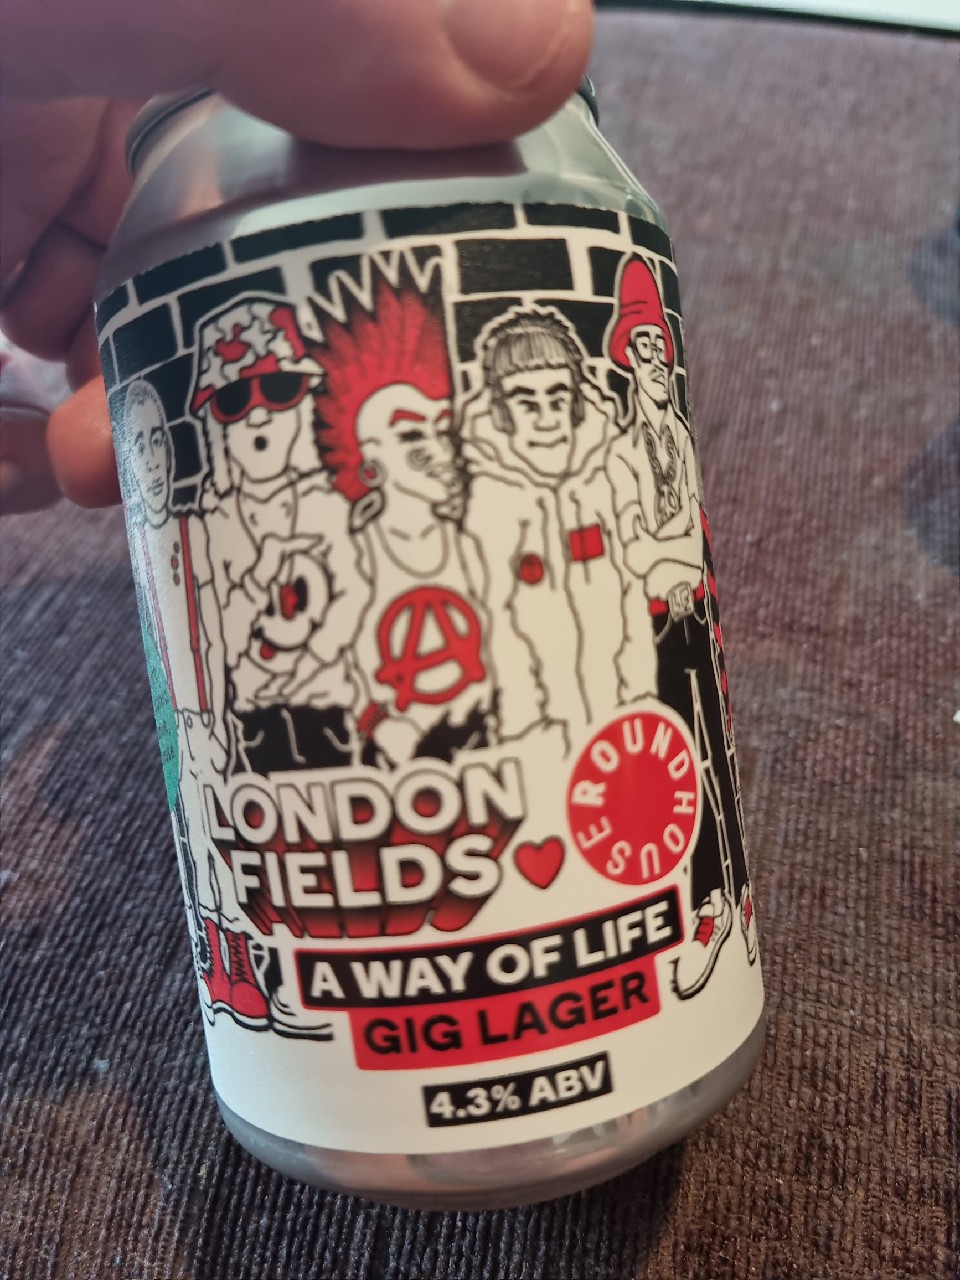 LONDON
FIELDS
ROUNDHOUSE
A WAY OF LIFE
GIG LAGER
4.3% ABV